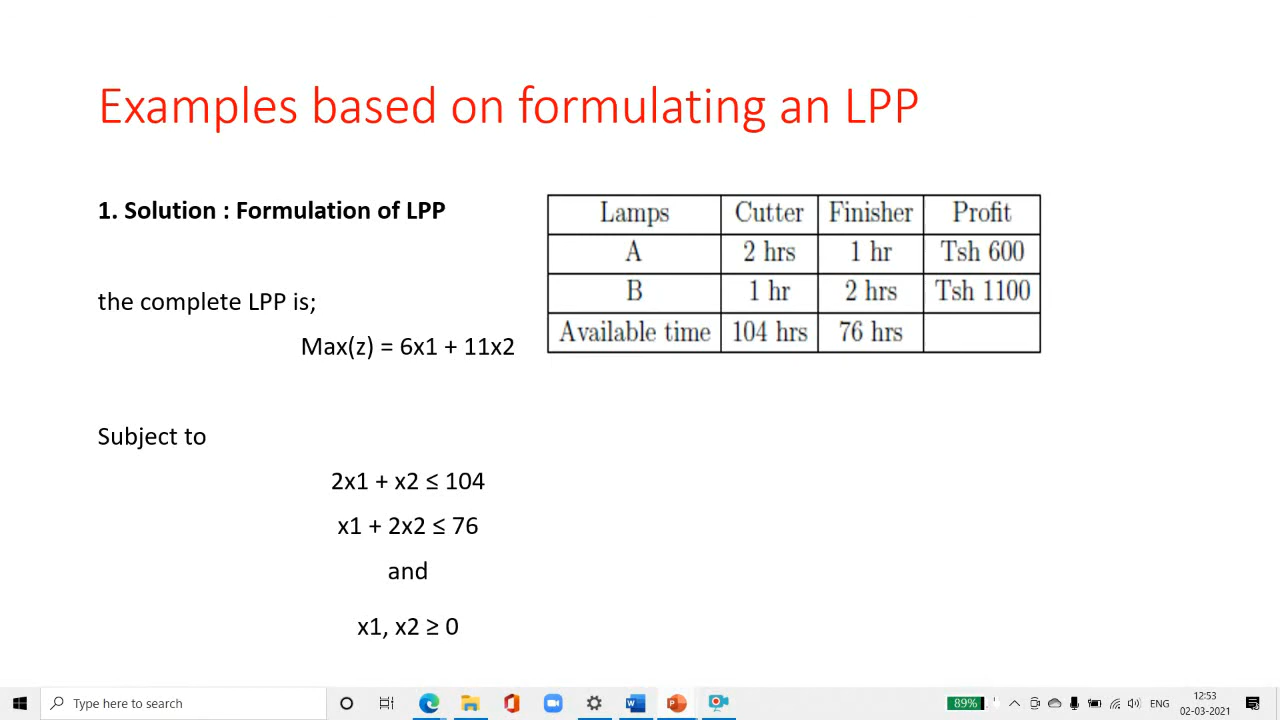 Examples based on formulating an LPP
1. Solution : Formulation of LPP
the complete LPP is;
Max(z) = 6x1 + 11x2
Subject to
2x1 + x2 ≤ 104
x1 + 2x2 ≤ 76
and
x1, x2 ≥ 0
Lamps Cutter Finisher Profit
A 2 hrs 1 hr Tsh 600
B 1 hr 2 hrs Tsh 1100
Available time 104 hrs 76 hrs
Type here to search
89%
ENG
12:53
02-03-2021